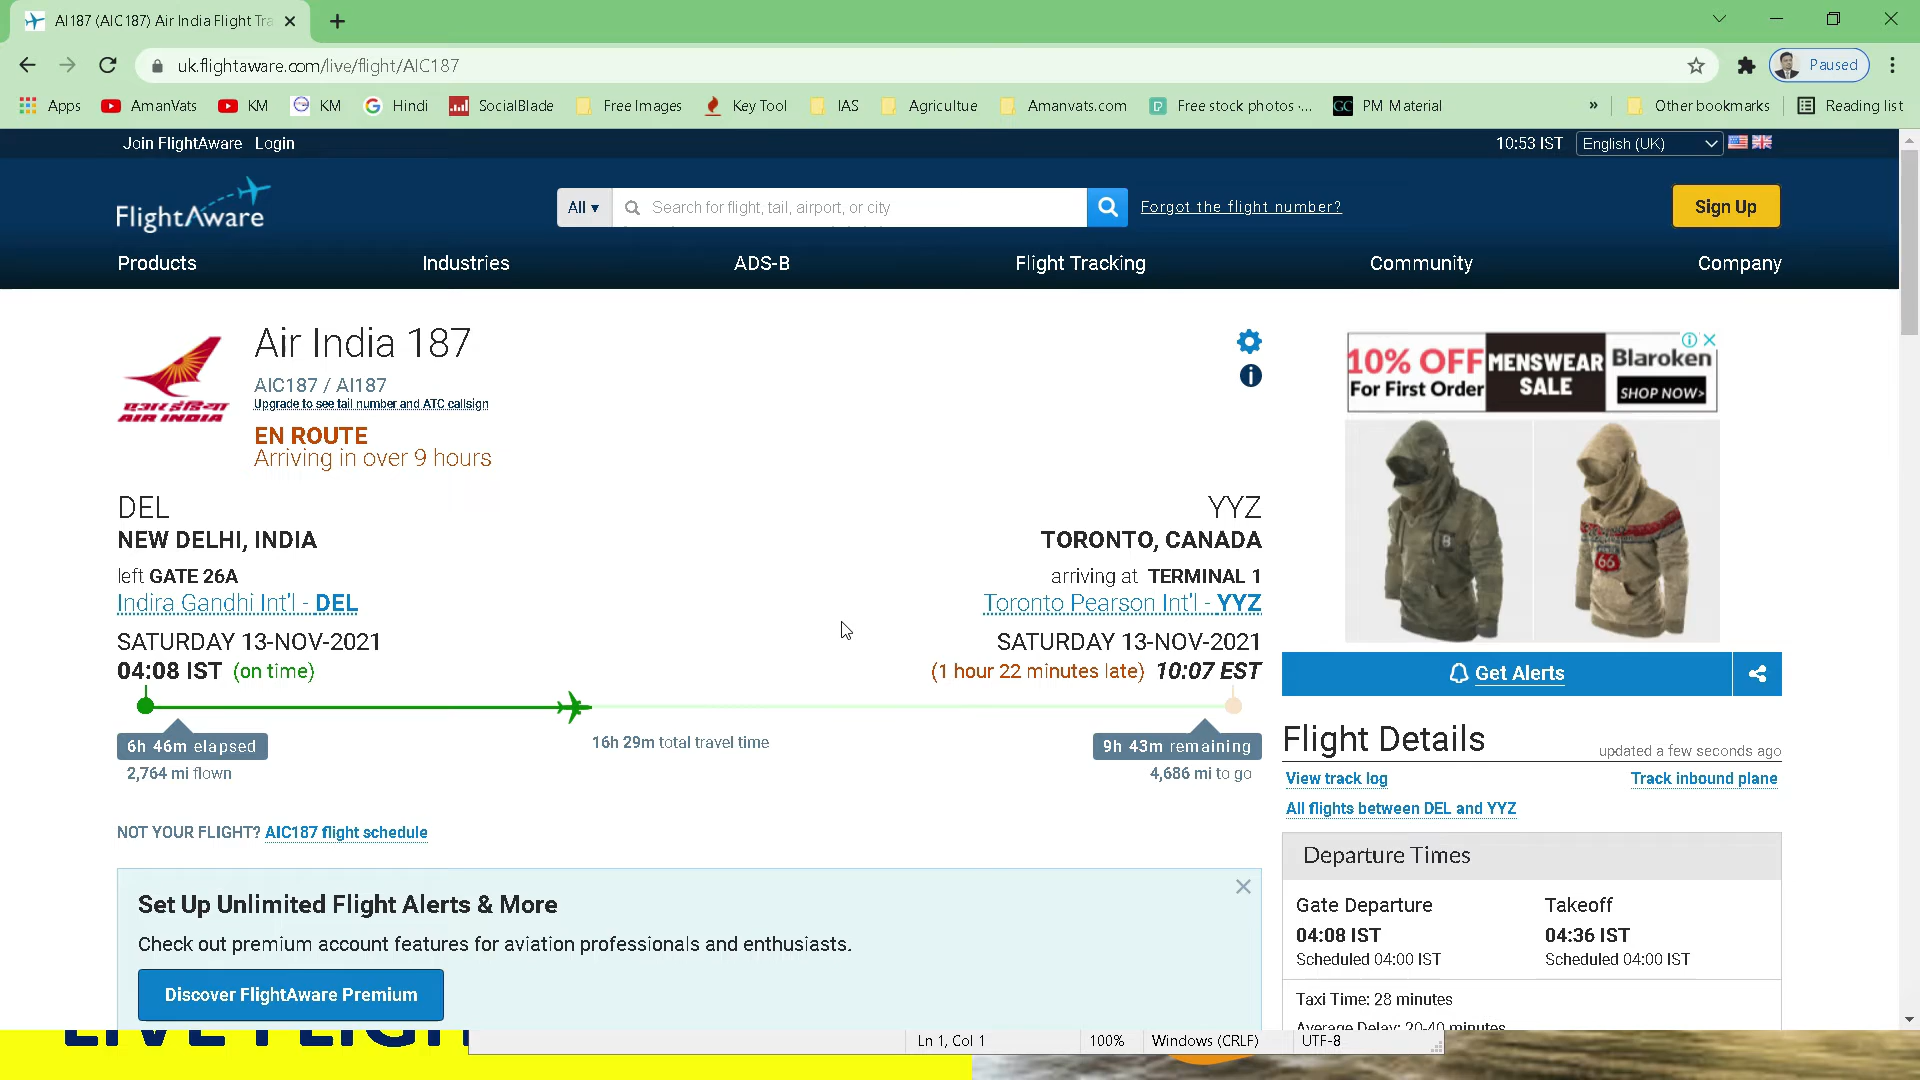 AI187 (AIC187) Air India Flight Tra
uk.flightaware.com/live/flight/AIC187
Paused
Apps AmanVats KM KM Hindi SocialBlade Free Images Key Tool IAS Agricultue Amanvats.com Free stock photos ·... GC PM Material » Other bookmarks Reading list
Join FlightAware Login
10:53 IST English (UK)
FlightAware
All ▾ Search for flight, tail, airport, or city
Forgot the flight number?
Sign Up
Products Industries ADS-B Flight Tracking Community Company
Air India 187
AIC187 / AI187
Upgrade to see tail number and ATC callsign
EN ROUTE
Arriving in over 9 hours
एअर इंडिया
AIR INDIA
DEL
NEW DELHI, INDIA
left GATE 26A
Indira Gandhi Int'l - DEL
SATURDAY 13-NOV-2021
04:08 IST (on time)
YYZ
TORONTO, CANADA
arriving at TERMINAL 1
Toronto Pearson Int'l - YYZ
SATURDAY 13-NOV-2021
(1 hour 22 minutes late) 10:07 EST
6h 46m elapsed
2,764 mi flown
16h 29m total travel time
9h 43m remaining
4,686 mi to go
NOT YOUR FLIGHT? AIC187 flight schedule
Set Up Unlimited Flight Alerts & More
Check out premium account features for aviation professionals and enthusiasts.
Discover FlightAware Premium
10% OFF
For First Order
MENSWEAR
SALE
Blaroken
SHOP NOW>
B
66
Get Alerts
Flight Details
updated a few seconds ago
View track log
Track inbound plane
All flights between DEL and YYZ
Departure Times
Gate Departure
04:08 IST
Scheduled 04:00 IST
Takeoff
04:36 IST
Scheduled 04:00 IST
Taxi Time: 28 minutes
Average Delay: 20-40 minutes
LIVE FLIGH
Ln 1, Col 1 100% Windows (CRLF) UTF-8